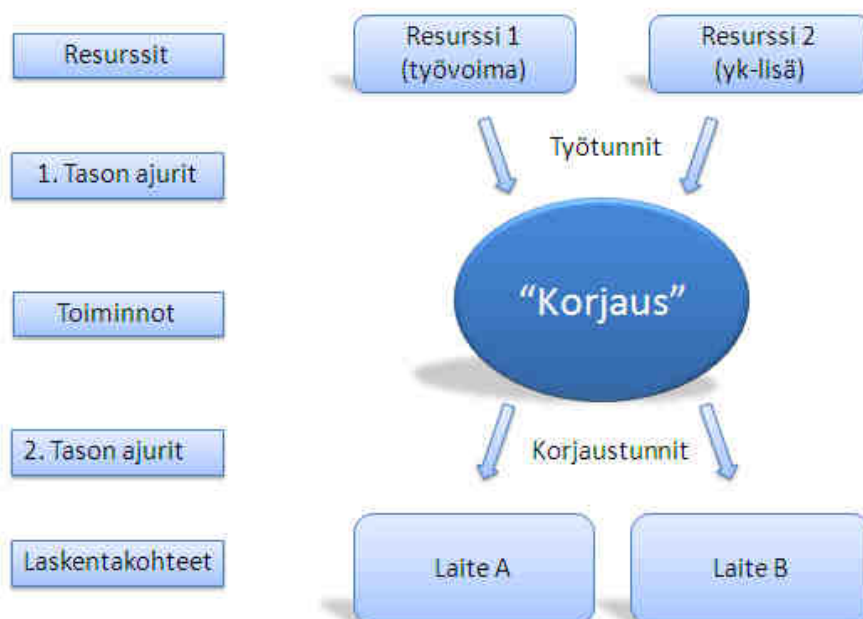 Resurssit
Resurssi 1
(työvoima)
Resurssi 2
(yk-lisä)
1. Tason ajurit
Työtunnit
Toiminnot
“Korjaus”
2. Tason ajurit
Korjaustunnit
Laskentakohteet
Laite A
Laite B